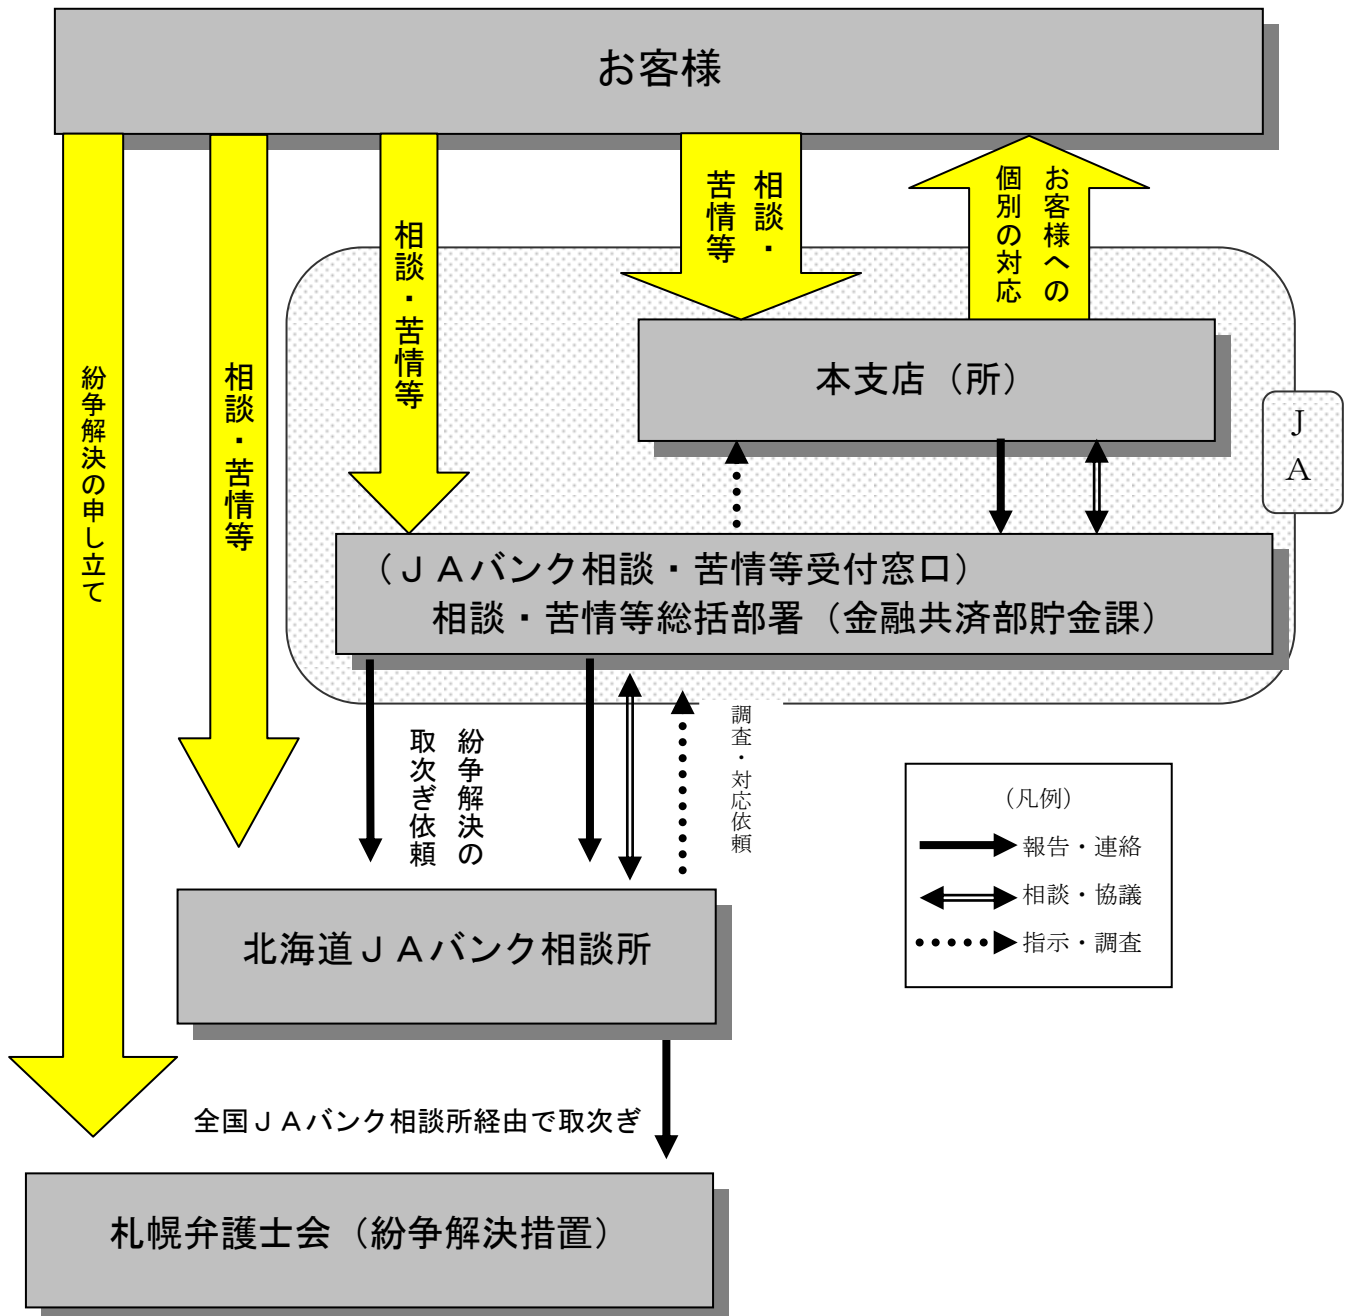 お客様
紛争解決の申し立て
相談・苦情等
相談・苦情等
相談・
苦情等
お客様への
個別の対応
本支店（所）
ＪＡ
（ＪＡバンク相談・苦情等受付窓口）
相談・苦情等総括部署（金融共済部貯金課）
紛争解決の
取次ぎ依頼
調査・対応依頼
（凡例）
報告・連絡
相談・協議
指示・調査
北海道ＪＡバンク相談所
全国ＪＡバンク相談所経由で取次ぎ
札幌弁護士会（紛争解決措置）